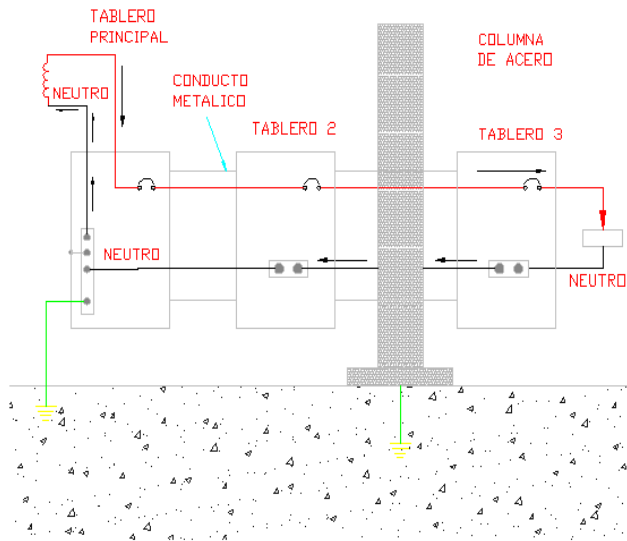 TABLERO
PRINCIPAL
COLUMNA
DE ACERO
NEUTRO
CONDUCTO
METALICO
TABLERO 2
TABLERO 3
NEUTRO
NEUTRO